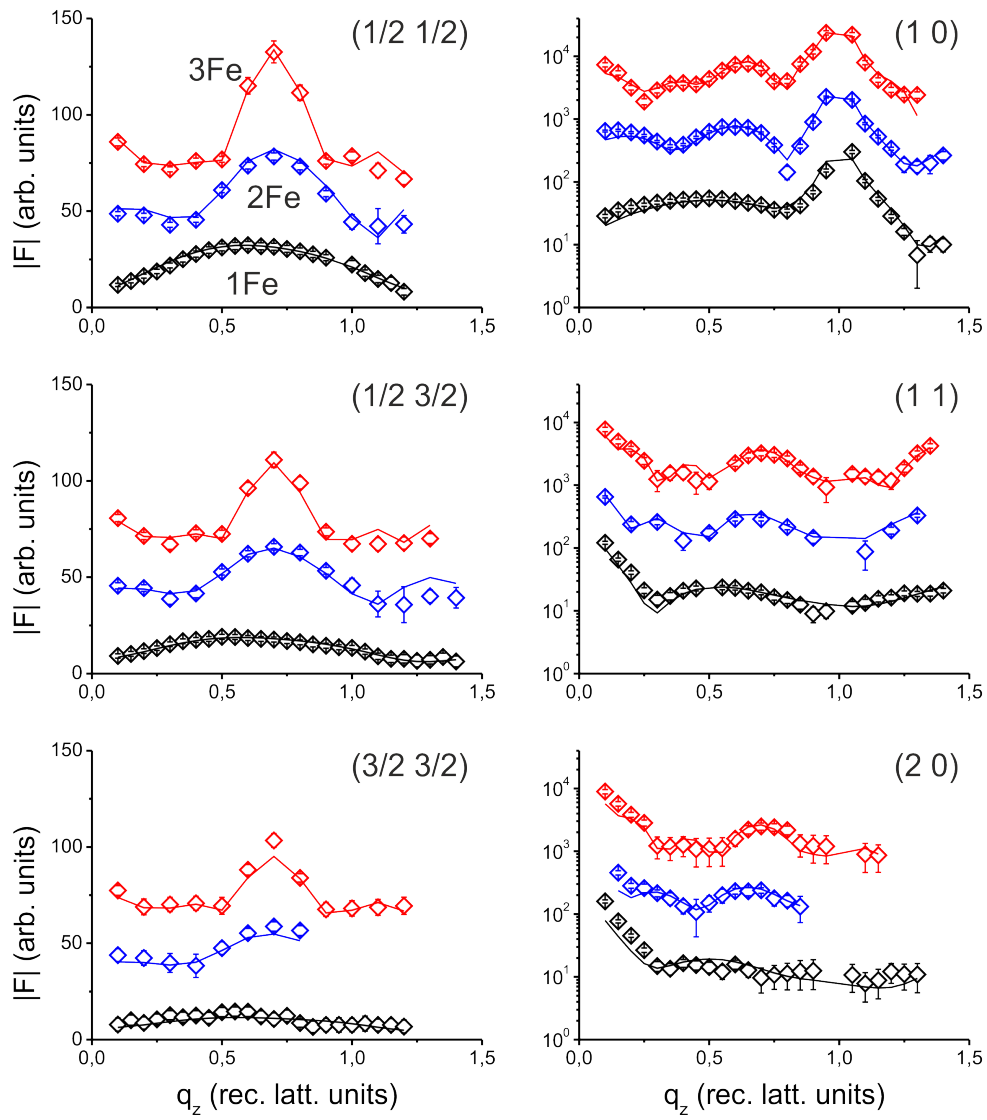 150
100
50
0
|F| (arb. units)
(1/2 1/2)
3Fe
2Fe
1Fe
0,0 0,5 1,0 1,5
10⁴
10³
10²
10¹
10⁰
(1 0)
0,0 0,5 1,0 1,5
150
100
50
0
|F| (arb. units)
(1/2 3/2)
0,0 0,5 1,0 1,5
10⁴
10³
10²
10¹
10⁰
(1 1)
0,0 0,5 1,0 1,5
150
100
50
0
|F| (arb. units)
(3/2 3/2)
0,0 0,5 1,0 1,5
q_z (rec. latt. units)
10⁴
10³
10²
10¹
10⁰
(2 0)
0,0 0,5 1,0 1,5
q_z (rec. latt. units)